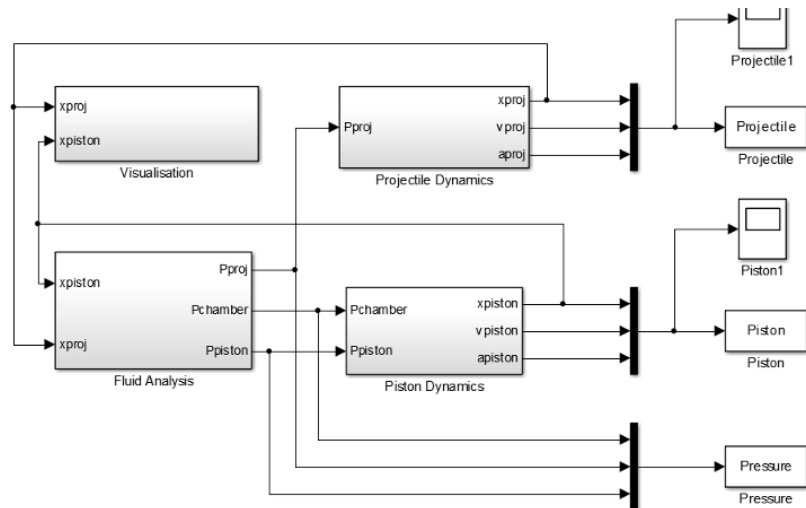 Projectile1
xproj
xpiston
Visualisation
Pproj
xproj
vproj
aproj
Projectile Dynamics
Projectile
Projectile
xpiston
xproj
Pproj
Pchamber
Ppiston
Fluid Analysis
Pchamber
Ppiston
xpiston
vpiston
apiston
Piston Dynamics
Piston1
Piston
Piston
Pressure
Pressure